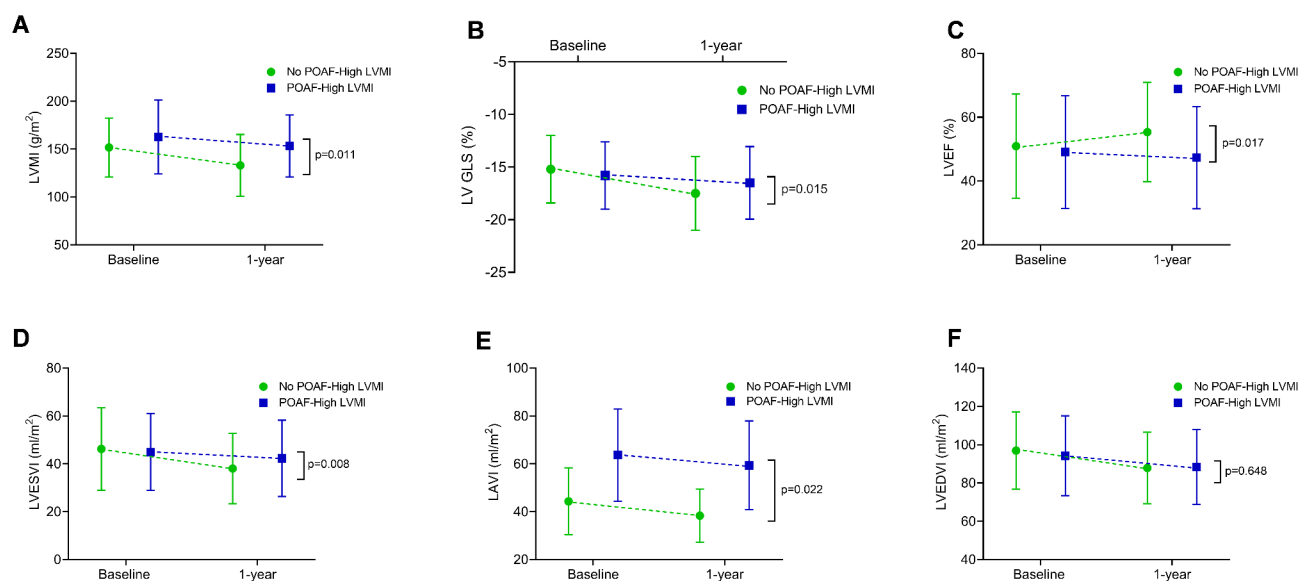 A
LVMI (g/m²)
250
200
150
100
50
No POAF-High LVMI
POAF-High LVMI
p=0.011
Baseline
1-year
B
Baseline
1-year
LV GLS (%)
-5
-10
-15
-20
-25
No POAF-High LVMI
POAF-High LVMI
p=0.015
C
LVEF (%)
80
60
40
20
No POAF-High LVMI
POAF-High LVMI
p=0.017
Baseline
1-year
D
LVESVI (ml/m²)
80
60
40
20
0
No POAF-High LVMI
POAF-High LVMI
p=0.008
Baseline
1-year
E
LAVI (ml/m²)
100
80
60
40
20
No POAF-High LVMI
POAF-High LVMI
p=0.022
Baseline
1-year
F
LVEDVI (mlnl/m²)
140
120
100
80
60
40
No POAF-High LVMI
POAF-High LVMI
p=0.648
Baseline
1-year